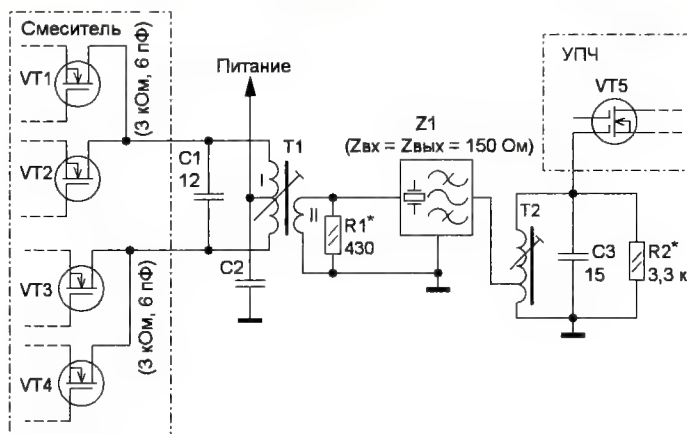 Смеситель
VT1
(3 кОм, 6 пФ)
VT2
VT3
(3 кОм, 6 пФ)
VT4
Питание
C1
12
T1
I
II
C2
R1*
430
Z1
(Zвх = Zвых = 150 Ом)
T2
УПЧ
VT5
C3
15
R2*
3,3 к